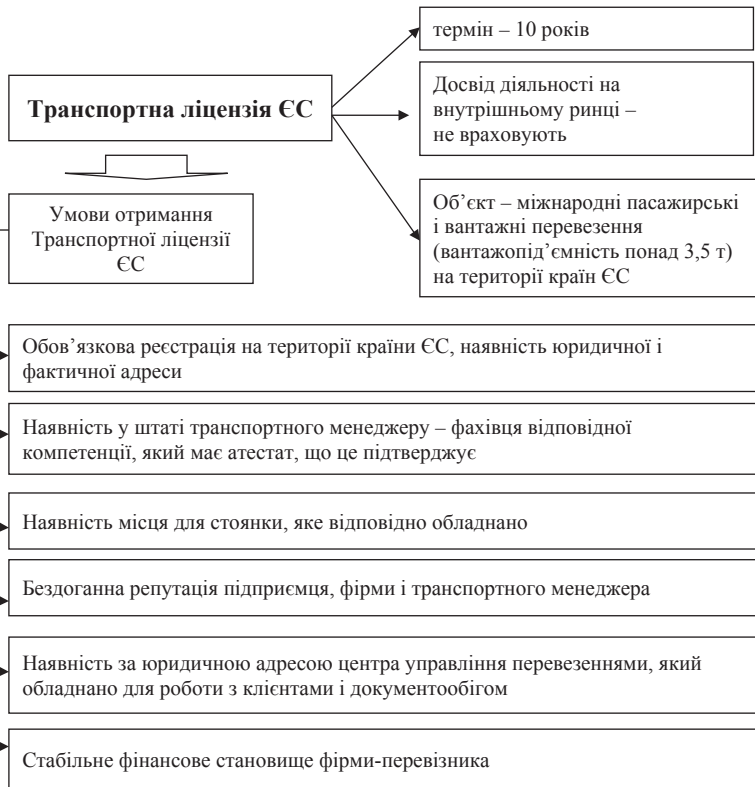 термін – 10 років
Транспортна ліцензія ЄС
Досвід діяльності на
внутрішньому ринці –
не враховують
Умови отримання
Транспортної ліцензії
ЄС
Об’єкт – міжнародні пасажирські
і вантажні перевезення
(вантажопід’ємність понад 3,5 т)
на території країн ЄС
Обов’язкова реєстрація на території країни ЄС, наявність юридичної і
фактичної адреси
Наявність у штаті транспортного менеджеру – фахівця відповідної
компетенції, який має атестат, що це підтверджує
Наявність місця для стоянки, яке відповідно обладнано
Бездоганна репутація підприємця, фірми і транспортного менеджера
Наявність за юридичною адресою центра управління перевезеннями, який
обладнано для роботи з клієнтами і документообігом
Стабільне фінансове становище фірми-перевізника